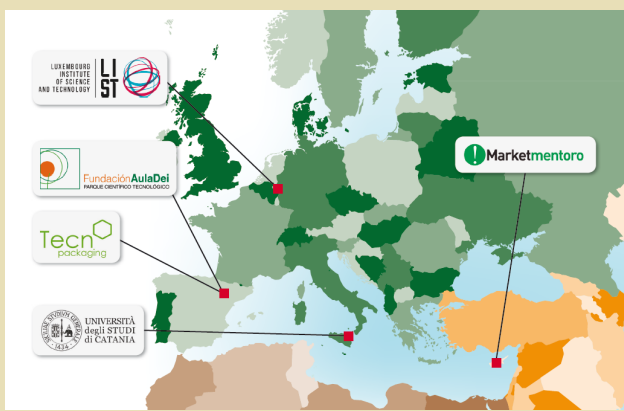 LUXEMBOURG
INSTITUTE
OF SCIENCE
AND TECHNOLOGY
LI
ST
FundaciónAulaDei
PARQUE CIENTÍFICO TECNOLÓGICO
Tecn
packaging
UNIVERSITÀ
degli STUDI
di CATANIA
Marketmentoro